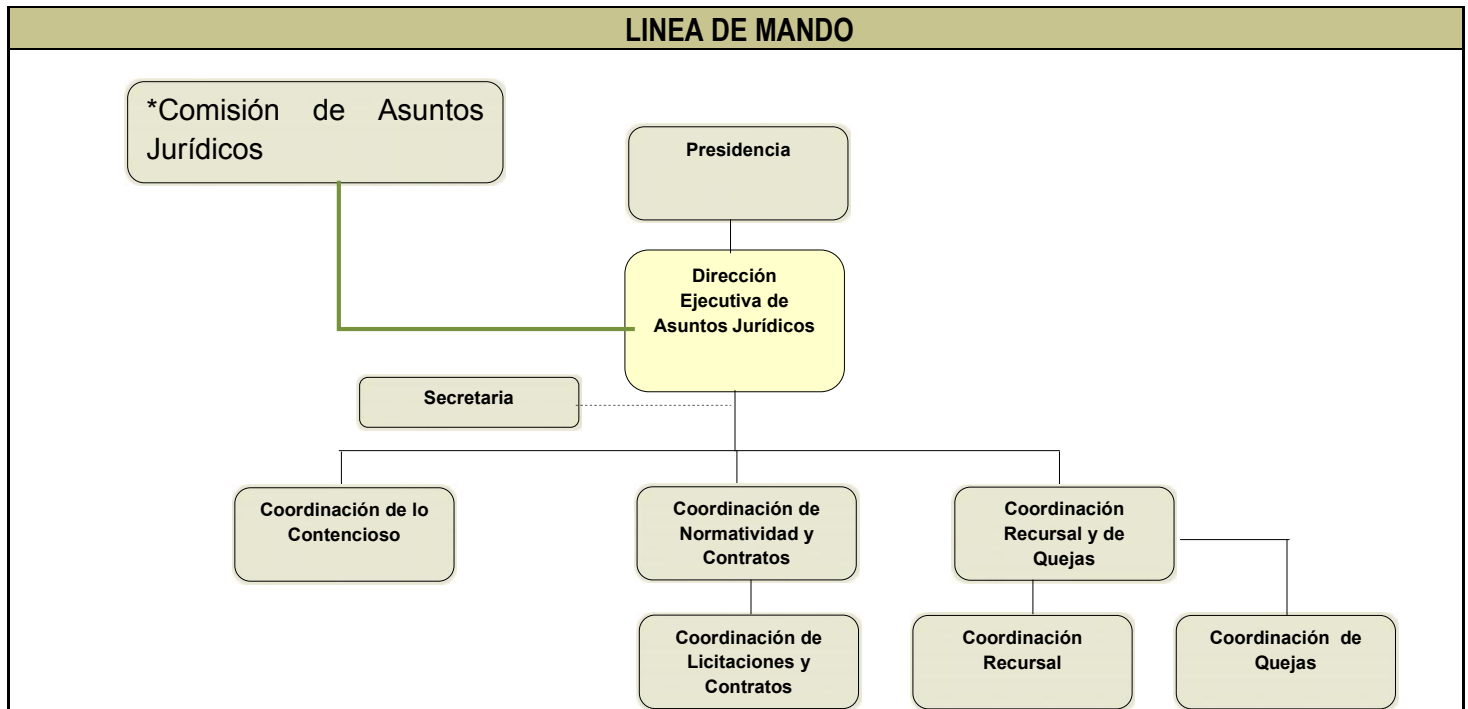 LINEA DE MANDO
*Comisión de Asuntos
Jurídicos
Presidencia
Dirección
Ejecutiva de
Asuntos Jurídicos
Secretaria
Coordinación de lo
Contencioso
Coordinación de
Normatividad y
Contratos
Coordinación
Recursal y de
Quejas
Coordinación de
Licitaciones y
Contratos
Coordinación
Recursal
Coordinación de
Quejas